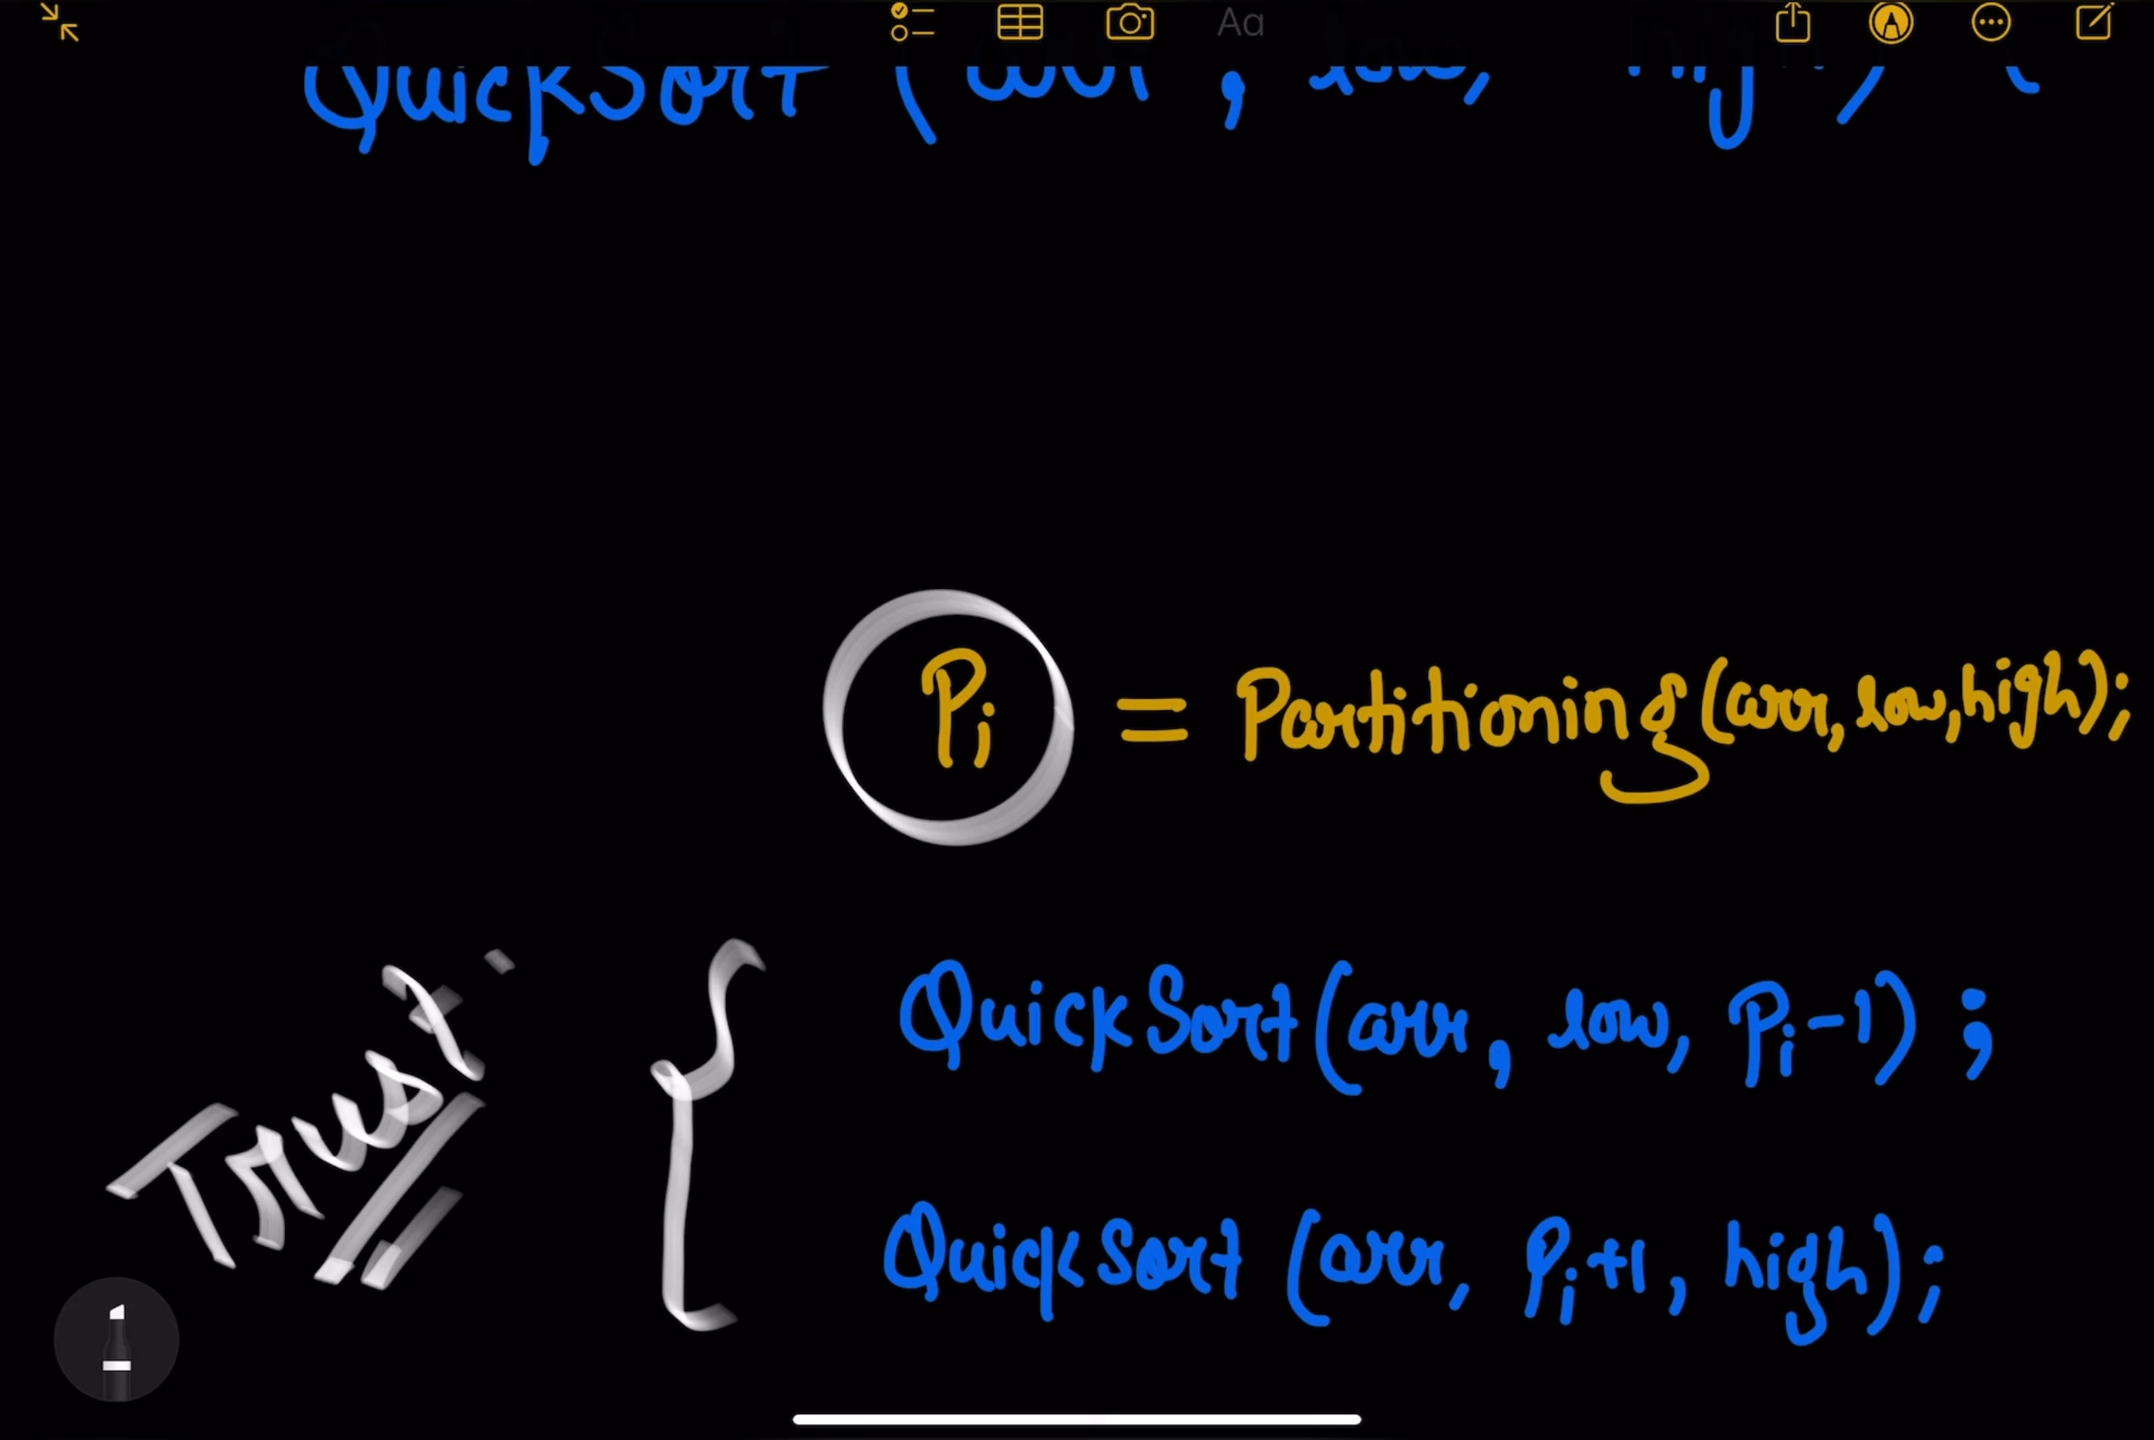 Aa
QuickSort (arr, low, high) {
Pi = Partitioning(arr, low, high);
Trust
QuickSort(arr, low, Pi-1);
QuickSort (arr, Pi+1, high);